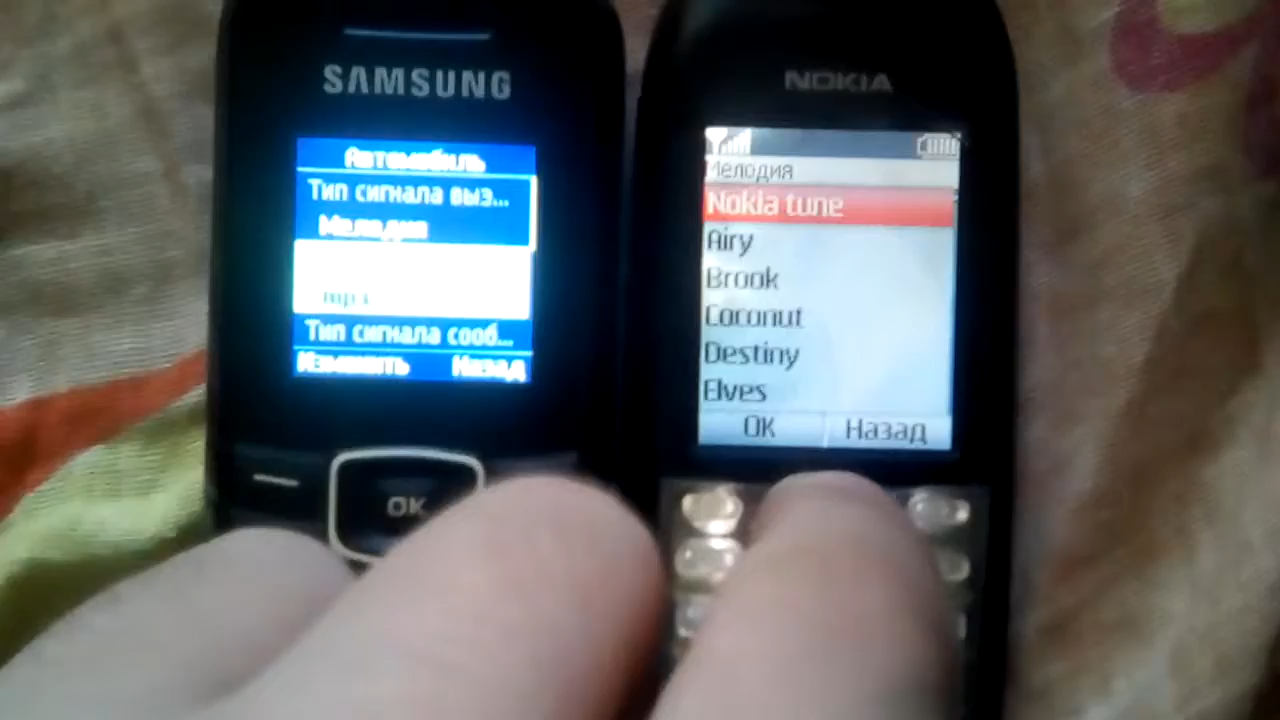 SAMSUNG
Автомобиль
Тип сигнала выз...
Мелодия
mp3
Тип сигнала сооб...
Изменить Назад
OK
NOKIA
Мелодия
Nokia tune
Airy
Brook
Coconut
Destiny
Elves
OK Назад